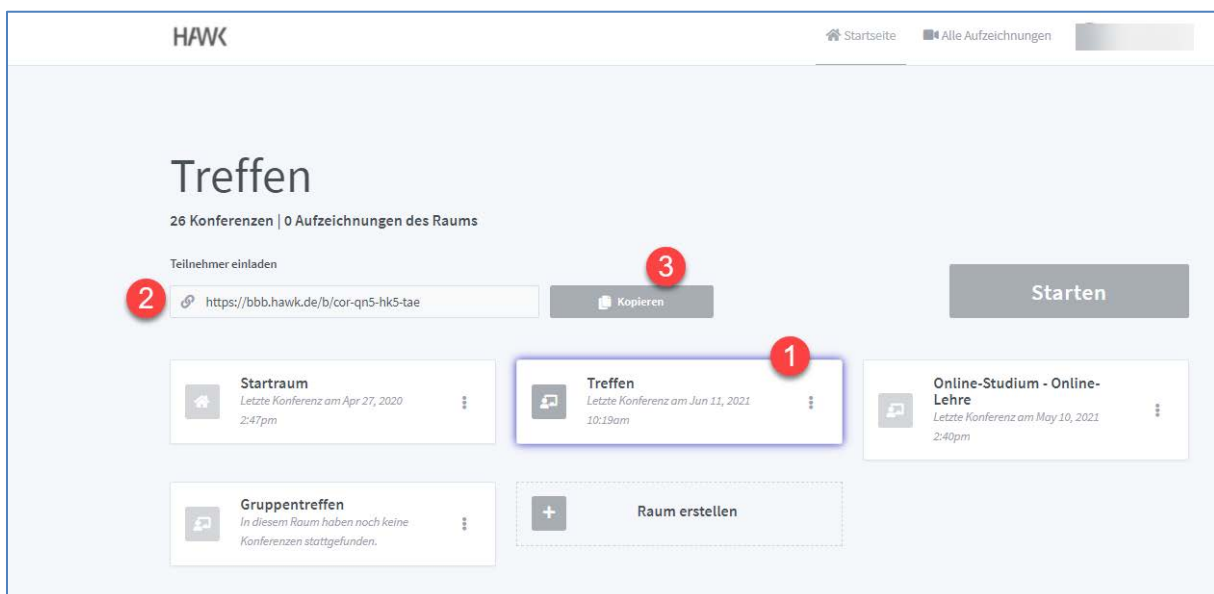 HAWK
Startseite
Alle Aufzeichnungen
Treffen
26 Konferenzen | 0 Aufzeichnungen des Raums
Teilnehmer einladen
3
2
https://bbb.hawk.de/b/cor-qn5-hk5-tae
Kopieren
Starten
1
Startraum
Letzte Konferenz am Apr 27, 2020
2:47pm
Treffen
Letzte Konferenz am Jun 11, 2021
10:19am
Online-Studium - Online-
Lehre
Letzte Konferenz am May 10, 2021
2:40pm
Gruppentreffen
In diesem Raum haben noch keine
Konferenzen stattgefunden.
Raum erstellen